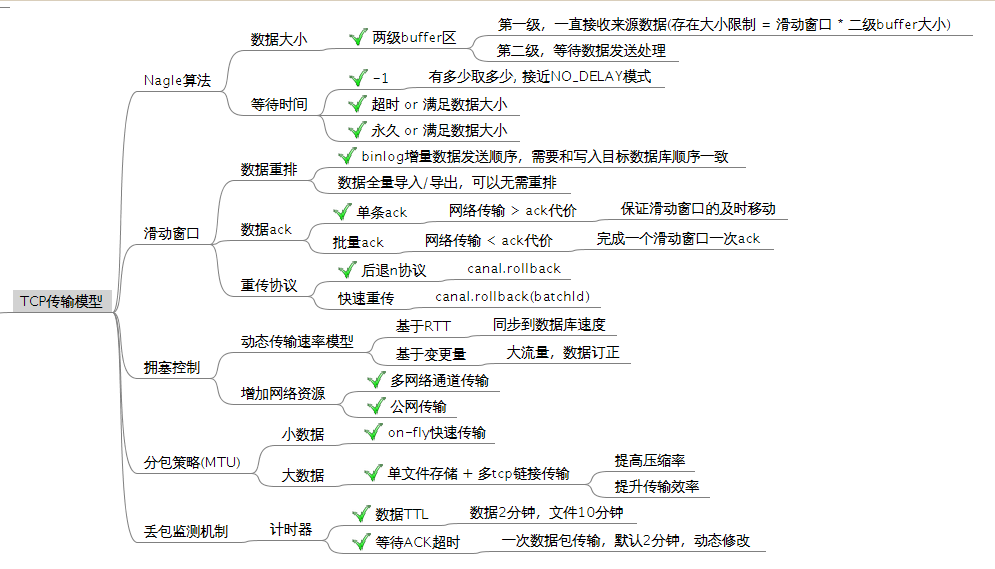 TCP传输模型
Nagle算法
数据大小
两级buffer区
第一级，一直接收来源数据(存在大小限制 = 滑动窗口 * 二级buffer大小)
第二级，等待数据发送处理
等待时间
-1
有多少取多少, 接近NO_DELAY模式
超时 or 满足数据大小
永久 or 满足数据大小
滑动窗口
数据重排
binlog增量数据发送顺序，需要和写入目标数据库顺序一致
数据全量导入/导出，可以无需重排
数据ack
单条ack
网络传输 > ack代价
保证滑动窗口的及时移动
批量ack
网络传输 < ack代价
完成一个滑动窗口一次ack
重传协议
后退n协议
canal.rollback
快速重传
canal.rollback(batchId)
拥塞控制
动态传输速率模型
基于RTT
同步到数据库速度
基于变更量
大流量，数据订正
增加网络资源
多网络通道传输
公网传输
分包策略(MTU)
小数据
on-fly快速传输
大数据
单文件存储 + 多tcp链接传输
提高压缩率
提升传输效率
丢包监测机制
计时器
数据TTL
数据2分钟，文件10分钟
等待ACK超时
一次数据包传输，默认2分钟，动态修改